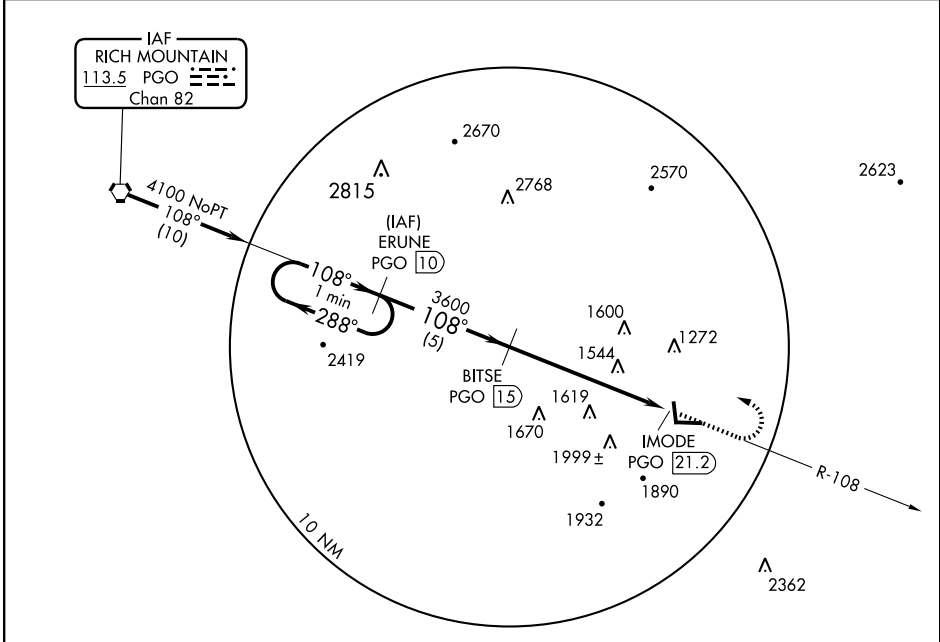 IAF
RICH MOUNTAIN
113.5 PGO
Chan 82
2670
2815
2768
2570
2623
4100 NoPT
108°
(10)
(IAF)
ERUNE
PGO 10
108°
1 min
288°
3600
108°
(5)
2419
1600
1272
1544
BITSE
PGO 15
1619
1670
1999±
IMODE
PGO 21.2
1890
1932
R-108
10 NM
2362